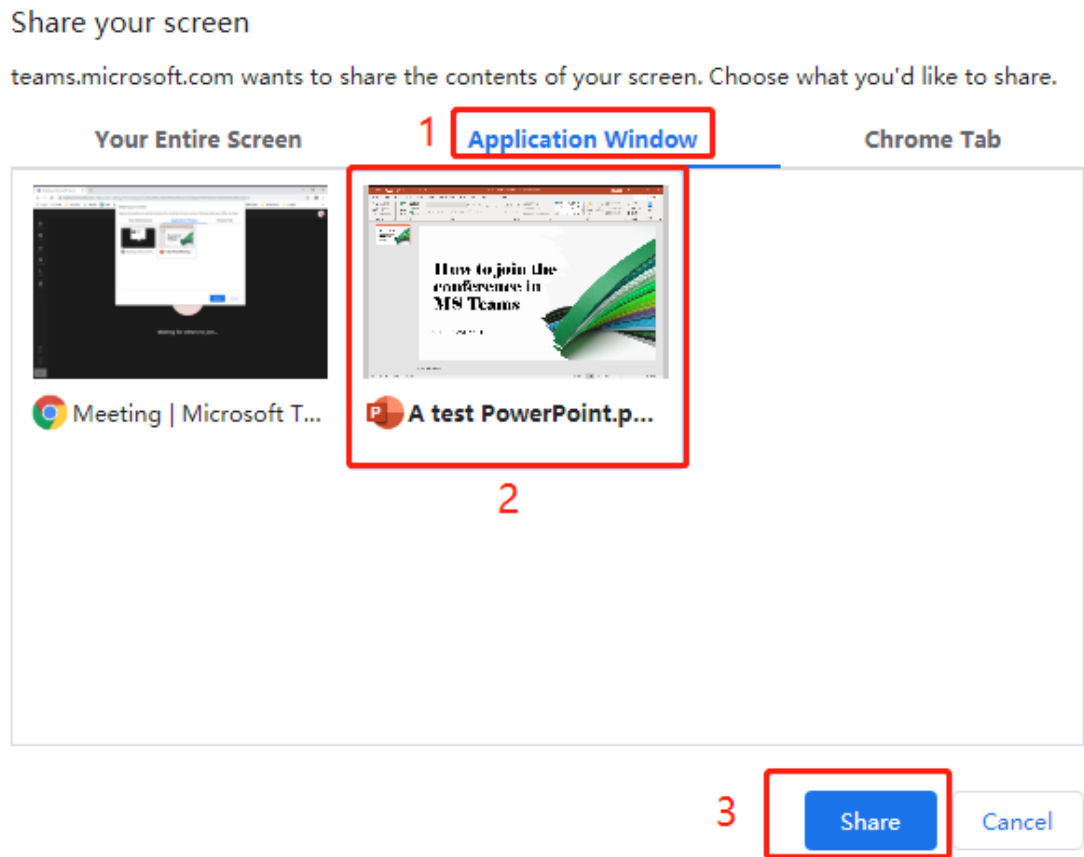 Share your screen
teams.microsoft.com wants to share the contents of your screen. Choose what you'd like to share.
Your Entire Screen
1
Application Window
Chrome Tab
How to join the
conference in
MS Teams
Meeting | Microsoft T...
A test PowerPoint.p...
2
3
Share
Cancel